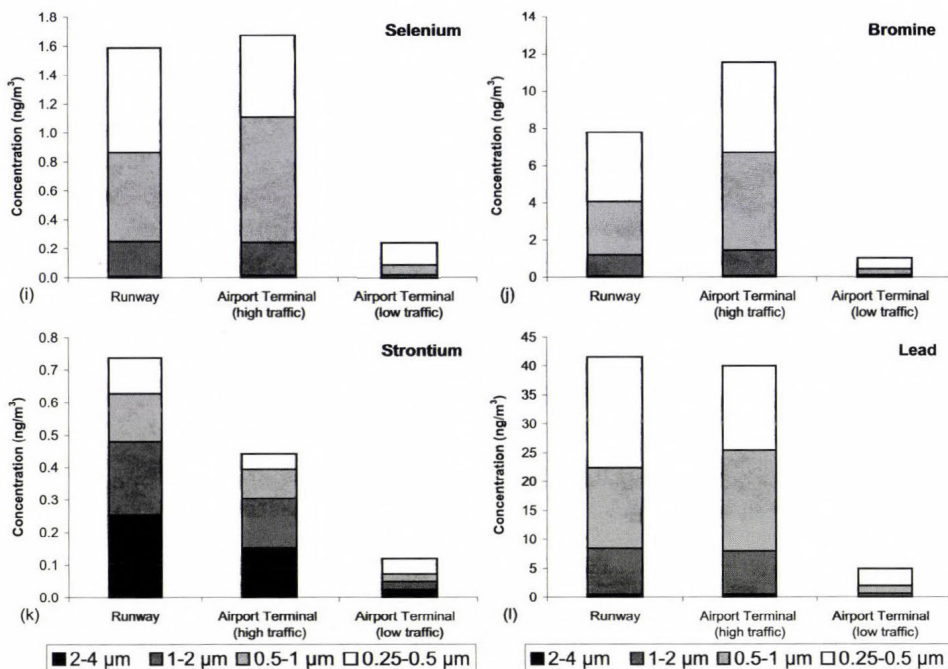 Selenium
Concentration (ng/m³)
1.8
1.6
1.4
1.2
1.0
0.8
0.6
0.4
0.2
0.0
Runway
Airport Terminal
(high traffic)
Airport Terminal
(low traffic)
(i)
Bromine
Concentration (ng/m³)
14
12
10
8
6
4
2
0
Runway
Airport Terminal
(high traffic)
Airport Terminal
(low traffic)
(j)
Strontium
Concentration (ng/m³)
0.8
0.7
0.6
0.5
0.4
0.3
0.2
0.1
0.0
Runway
Airport Terminal
(high traffic)
Airport Terminal
(low traffic)
(k)
Lead
Concentration (ng/m³)
45
40
35
30
25
20
15
10
5
0
Runway
Airport Terminal
(high traffic)
Airport Terminal
(low traffic)
(l)
2-4 µm 1-2 µm 0.5-1 µm 0.25-0.5 µm
2-4 µm 1-2 µm 0.5-1 µm 0.25-0.5 µm